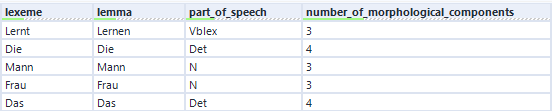 lexeme lemma part_of_speech number_of_morphological_components
Lernt Lernen Vblex 3
Die Die Det 4
Mann Mann N 3
Frau Frau N 3
Das Das Det 4